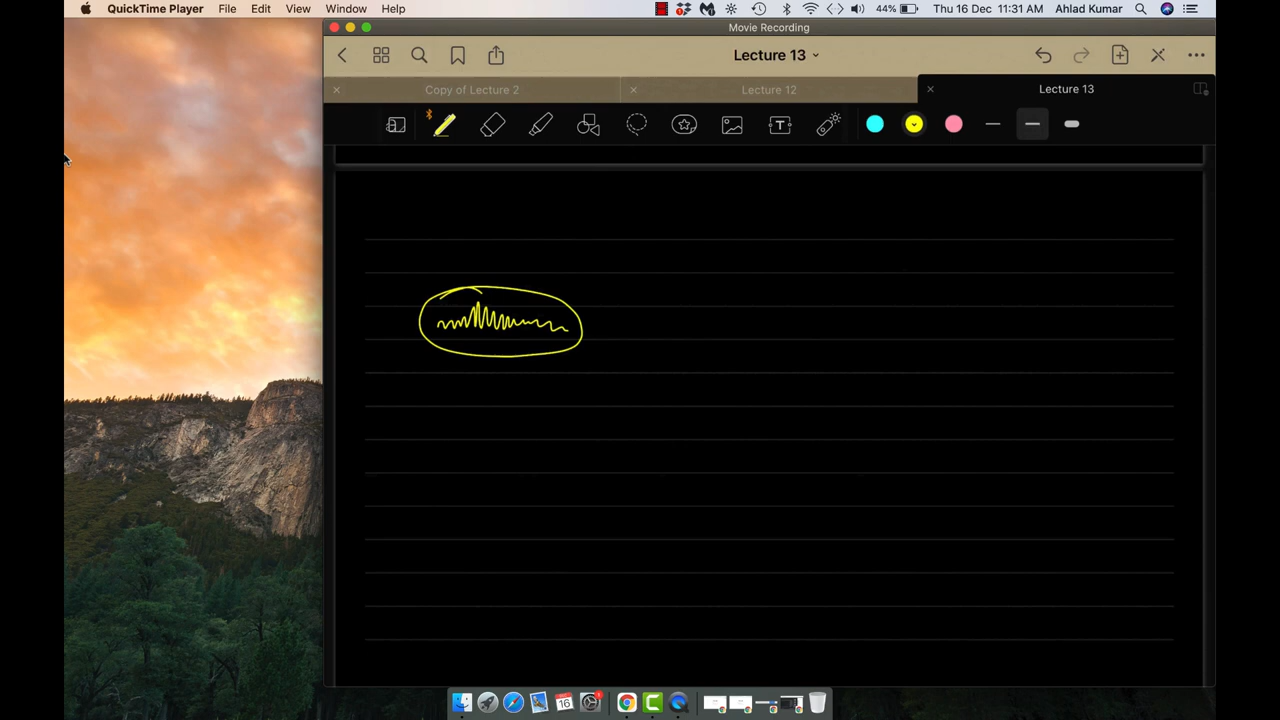 QuickTime Player File Edit View Window Help 44% Thu 16 Dec 11:31 AM Ahlad Kumar
Movie Recording
Lecture 13
Copy of Lecture 2 Lecture 12 Lecture 13
T
16